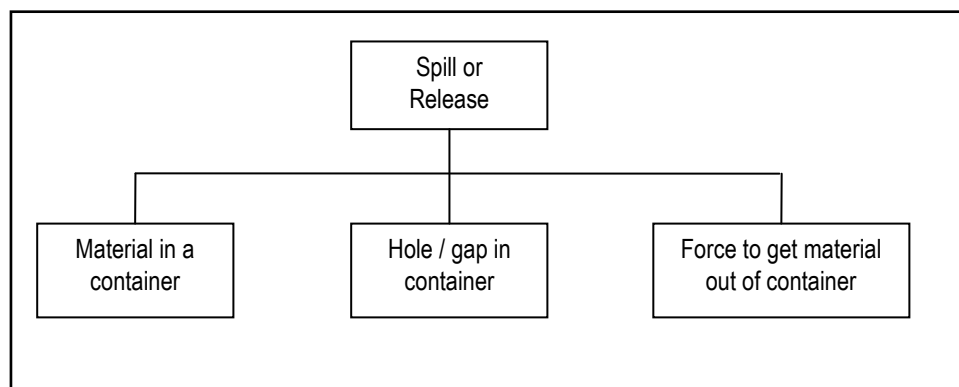 Spill or
Release
Material in a
container
Hole / gap in
container
Force to get material
out of container